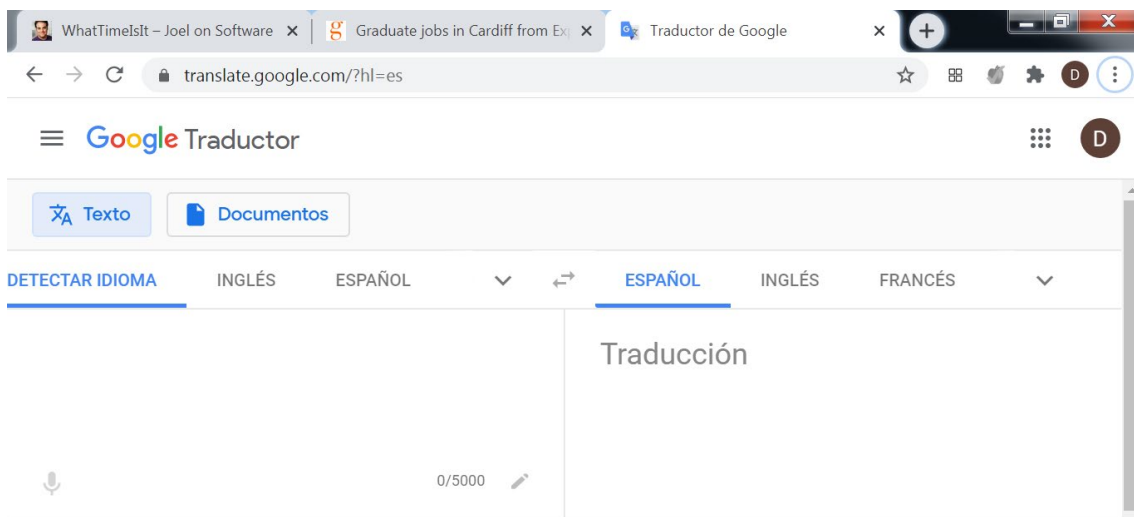 WhatTimeIsIt – Joel on Software
Graduate jobs in Cardiff from Ex
Traductor de Google
translate.google.com/?hl=es
D
Google Traductor
D
Texto
Documentos
DETECTAR IDIOMA INGLÉS ESPAÑOL ESPAÑOL INGLÉS FRANCÉS
Traducción
0/5000